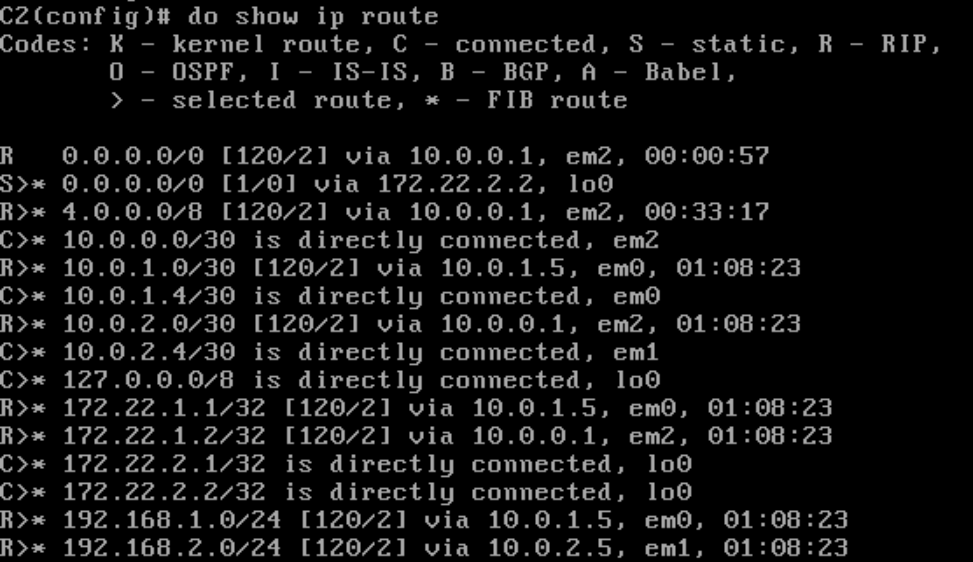 C2(config)# do show ip route
Codes: K - kernel route, C - connected, S - static, R - RIP,
       O - OSPF, I - IS-IS, B - BGP, A - Babel,
       > - selected route, * - FIB route

R   0.0.0.0/0 [120/2] via 10.0.0.1, em2, 00:00:57
S>* 0.0.0.0/0 [1/0] via 172.22.2.2, lo0
R>* 4.0.0.0/8 [120/2] via 10.0.0.1, em2, 00:33:17
C>* 10.0.0.0/30 is directly connected, em2
R>* 10.0.1.0/30 [120/2] via 10.0.1.5, em0, 01:08:23
C>* 10.0.1.4/30 is directly connected, em0
R>* 10.0.2.0/30 [120/2] via 10.0.0.1, em2, 01:08:23
C>* 10.0.2.4/30 is directly connected, em1
C>* 127.0.0.0/8 is directly connected, lo0
R>* 172.22.1.1/32 [120/2] via 10.0.1.5, em0, 01:08:23
R>* 172.22.1.2/32 [120/2] via 10.0.0.1, em2, 01:08:23
C>* 172.22.2.1/32 is directly connected, lo0
C>* 172.22.2.2/32 is directly connected, lo0
R>* 192.168.1.0/24 [120/2] via 10.0.1.5, em0, 01:08:23
R>* 192.168.2.0/24 [120/2] via 10.0.2.5, em1, 01:08:23